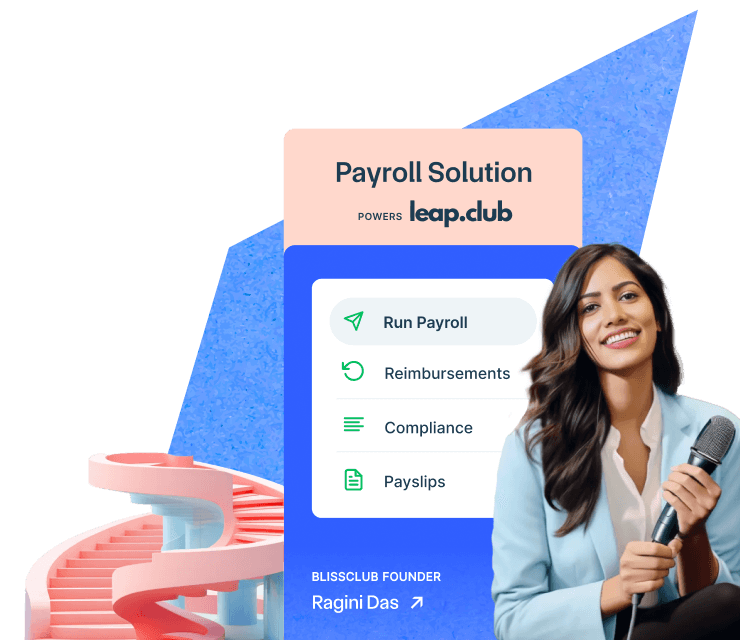 Payroll Solution
POWERS leap.club
Run Payroll
Reimbursements
Compliance
Payslips
BLISSCLUB FOUNDER
Ragini Das